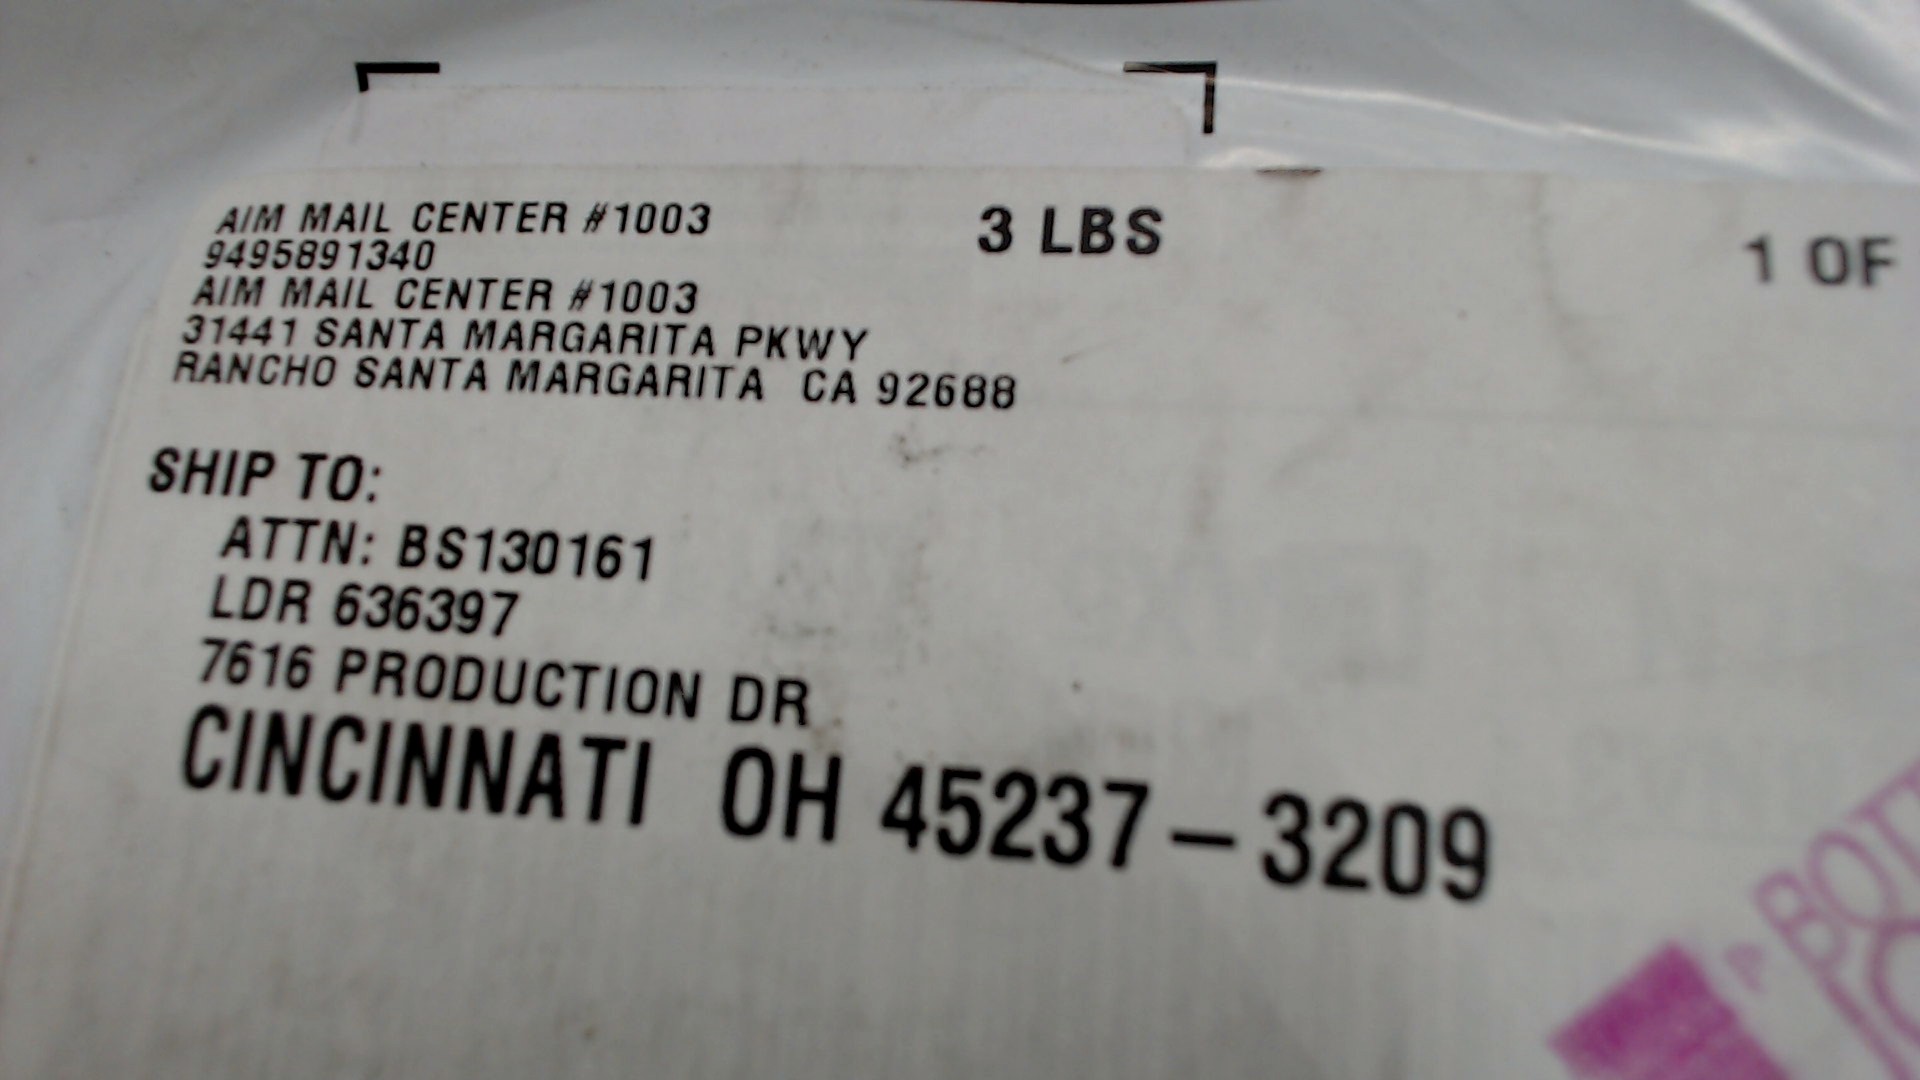 AIM MAIL CENTER #1003
9495891340
AIM MAIL CENTER #1003
31441 SANTA MARGARITA PKWY
RANCHO SANTA MARGARITA CA 92688
3 LBS
1 OF
SHIP TO:
ATTN: BS130161
LDR 636397
7616 PRODUCTION DR
CINCINNATI OH 45237-3209